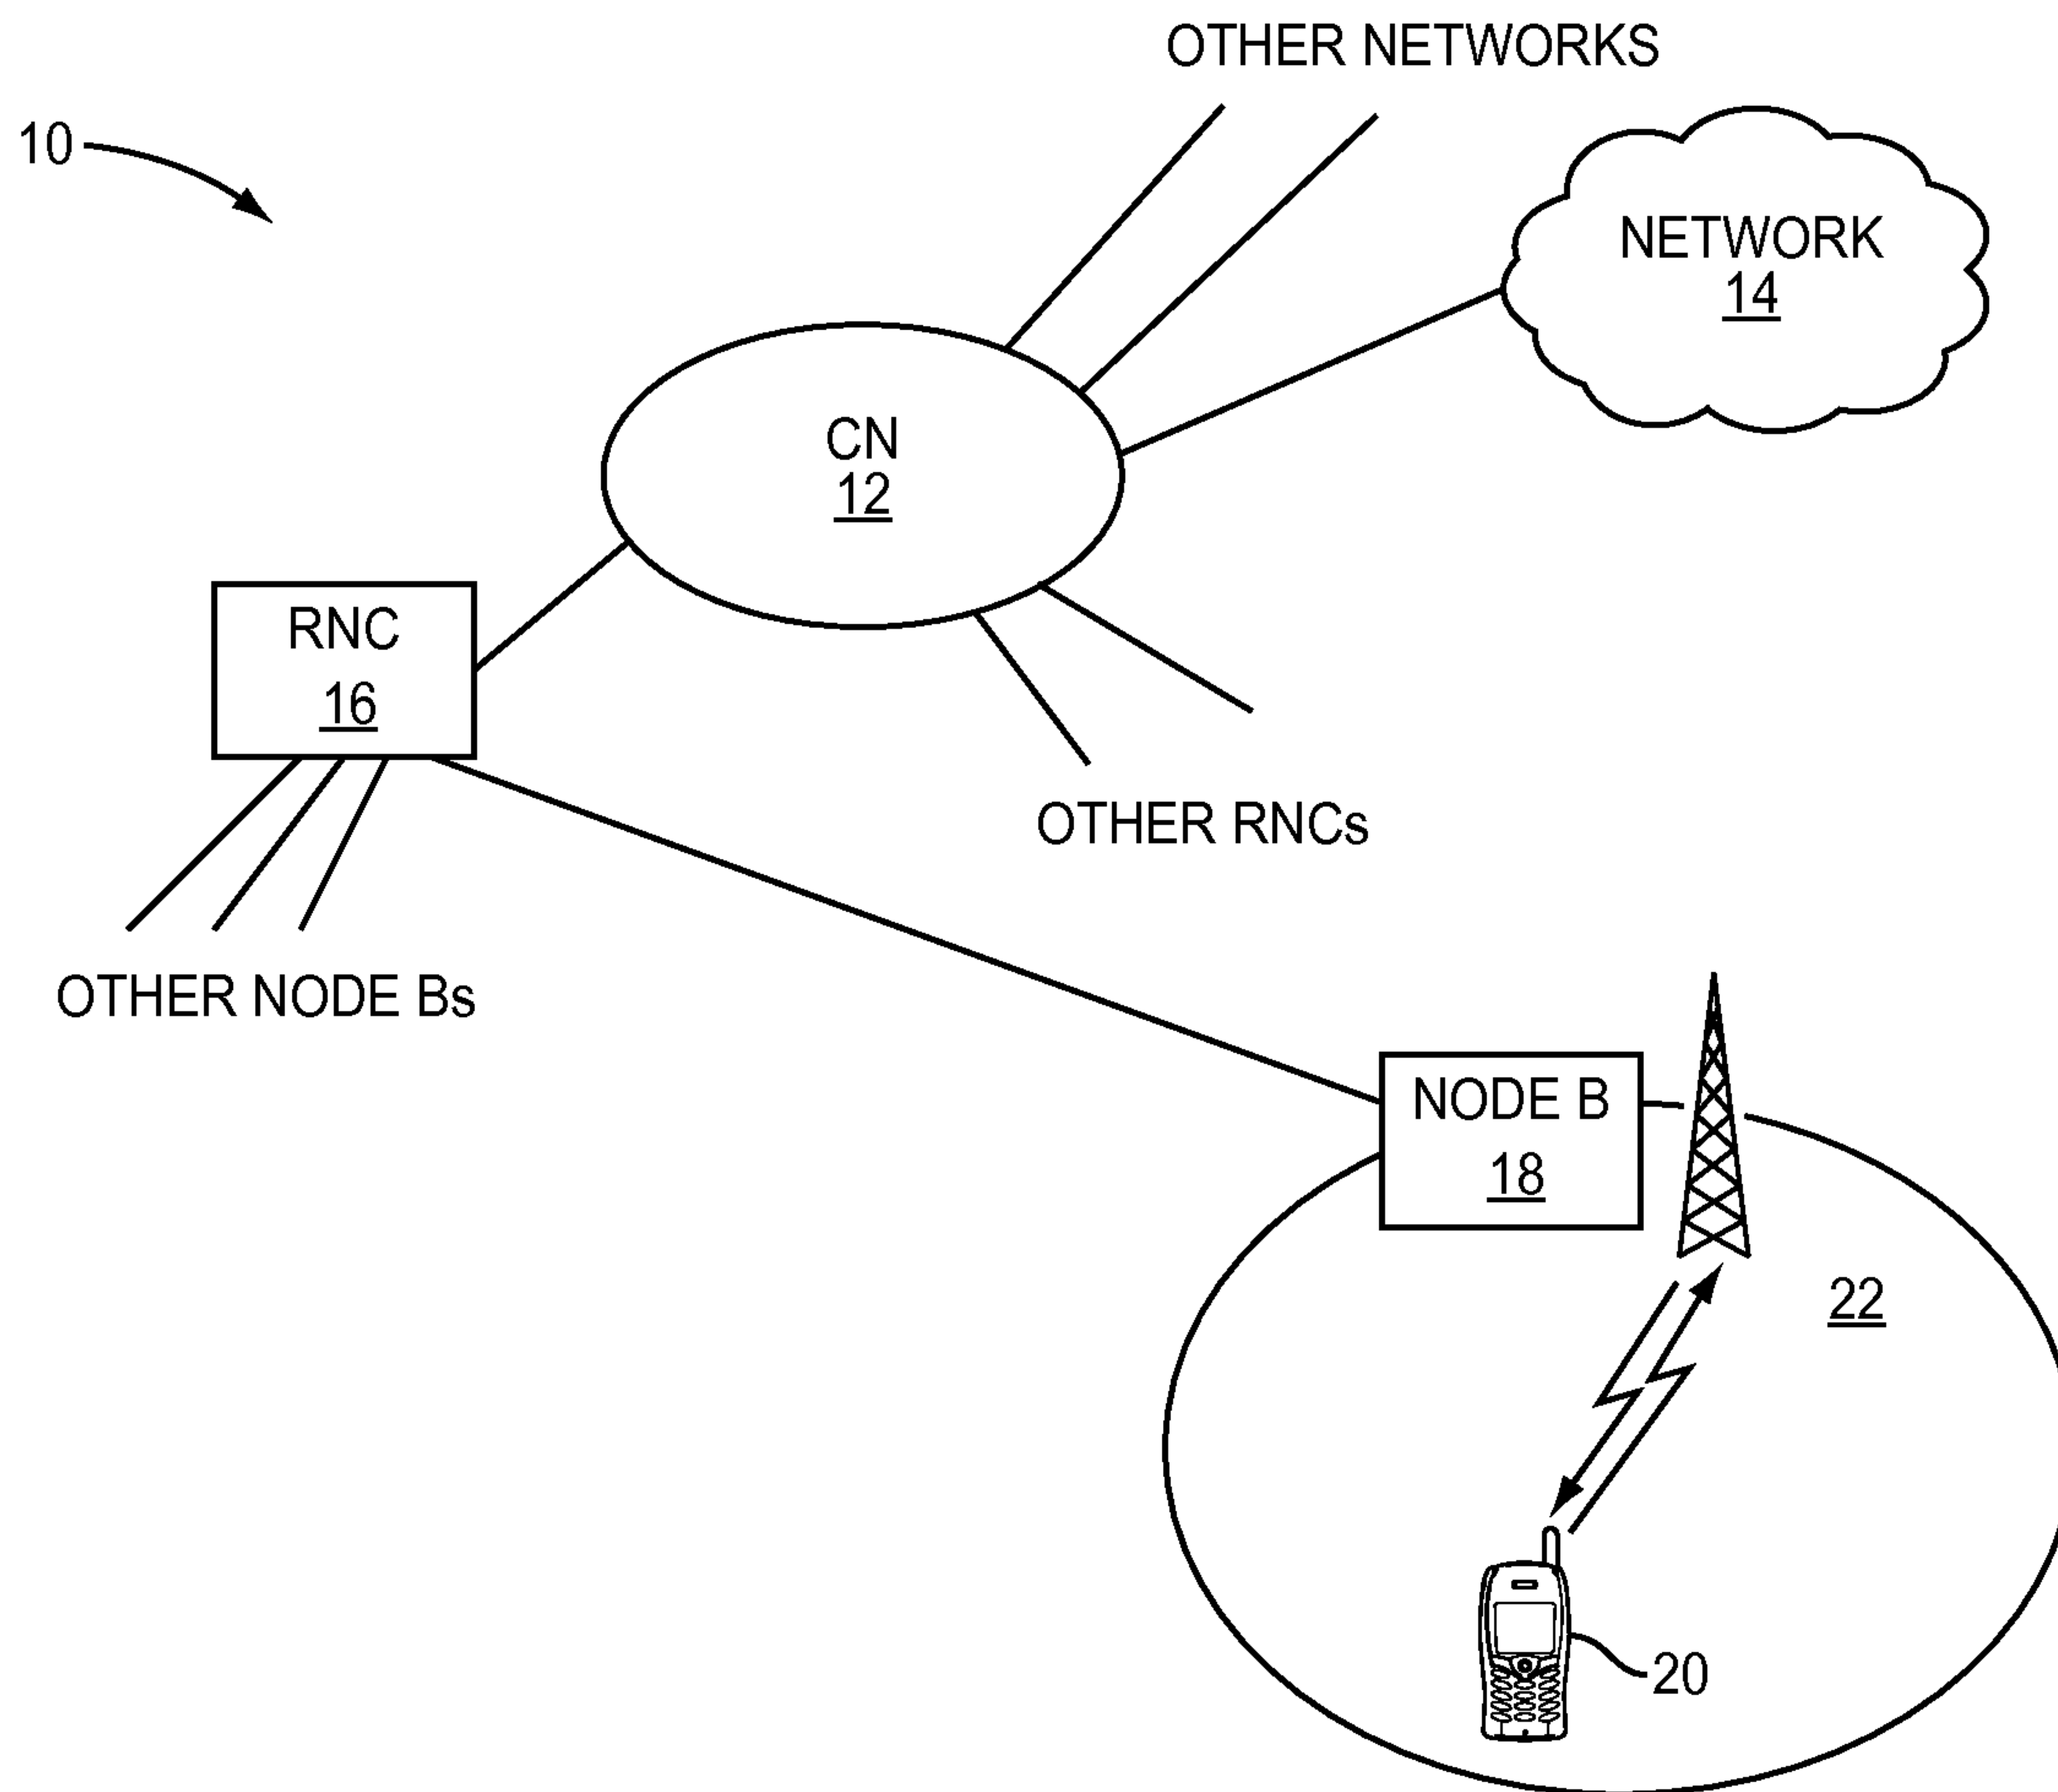 OTHER NETWORKS
10
NETWORK
14
CN
12
RNC
16
OTHER RNCs
OTHER NODE Bs
NODE B
18
22
20